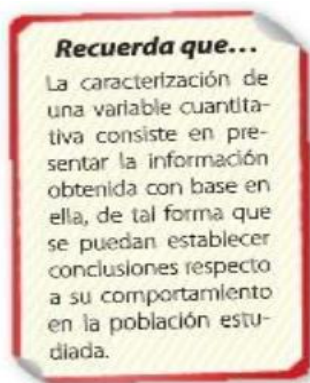 Recuerda que...
La caracterización de
una variable cuantita-
tiva consiste en pre-
sentar la información
obtenida con base en
ella, de tal forma que
se puedan establecer
conclusiones respecto
a su comportamiento
en la población estu-
diada.